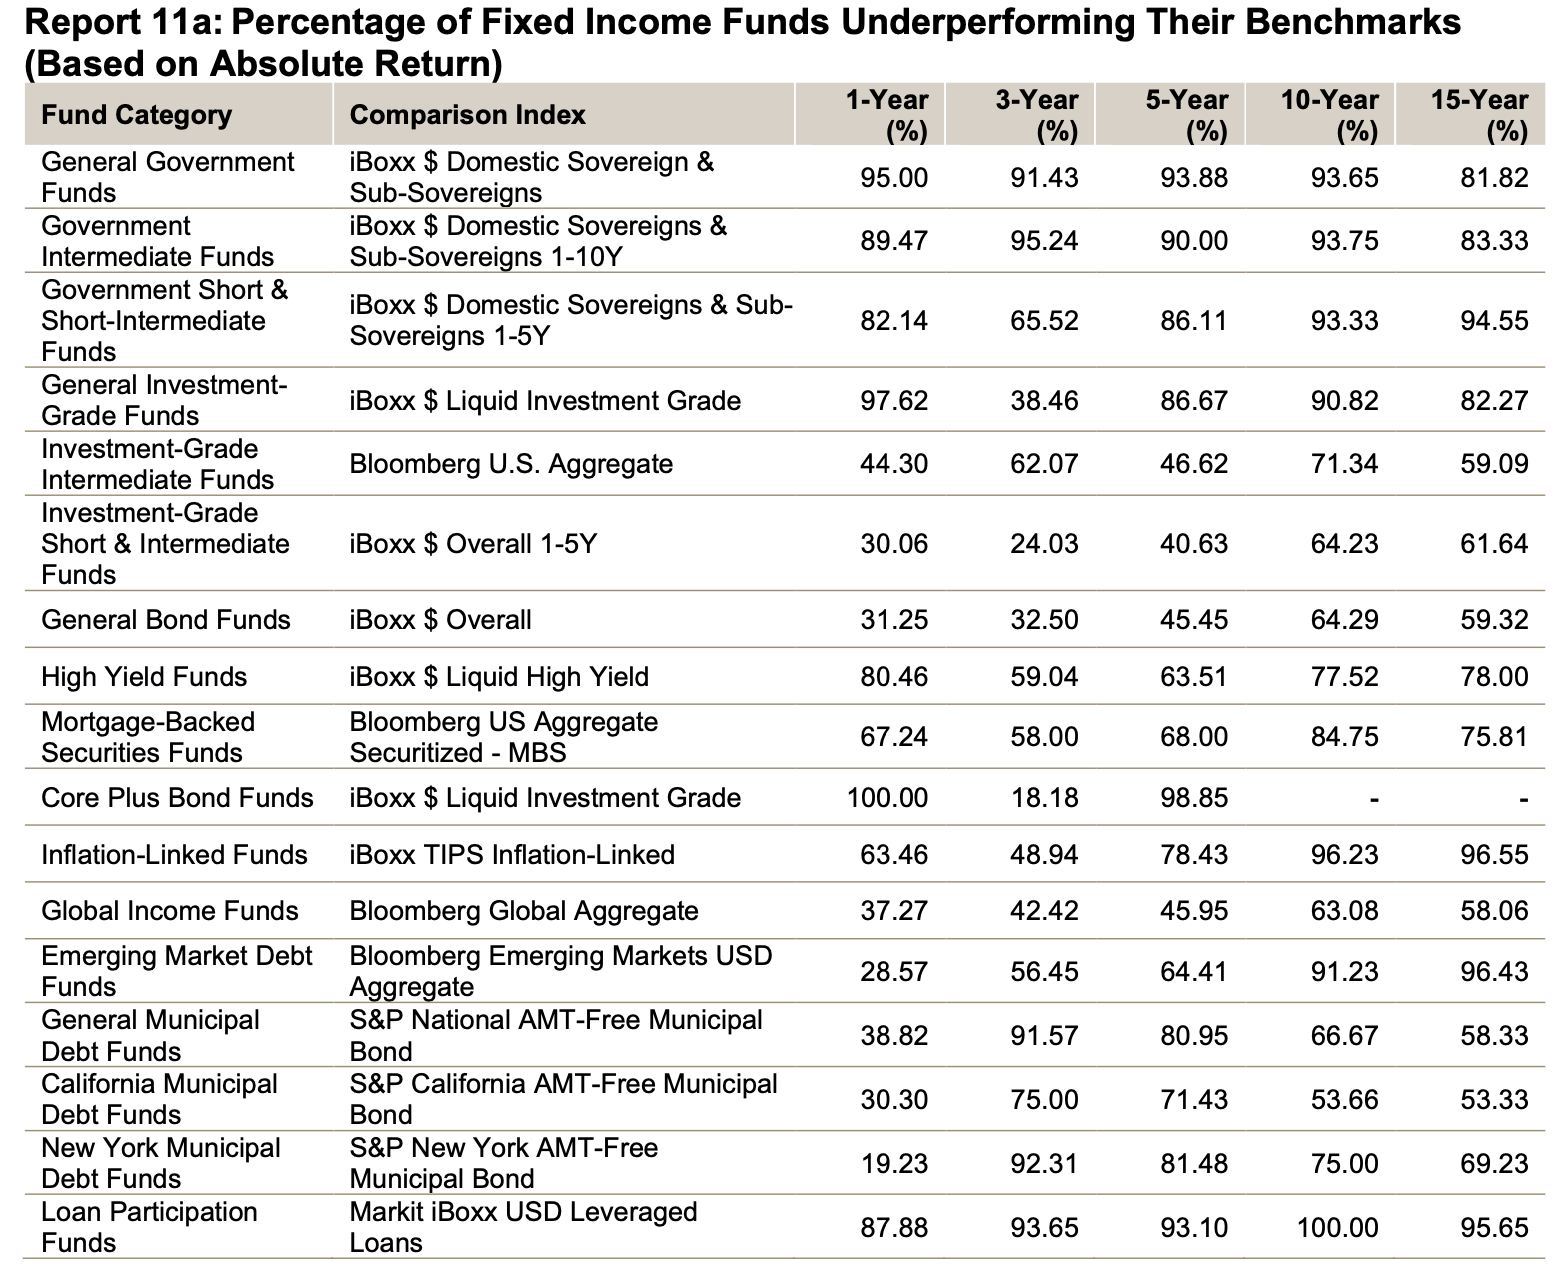 Report 11a: Percentage of Fixed Income Funds Underperforming Their Benchmarks
(Based on Absolute Return)
Fund Category Comparison Index 1-Year (%) 3-Year (%) 5-Year (%) 10-Year (%) 15-Year (%)
General Government Funds iBoxx $ Domestic Sovereign & Sub-Sovereigns 95.00 91.43 93.88 93.65 81.82
Government Intermediate Funds iBoxx $ Domestic Sovereigns & Sub-Sovereigns 1-10Y 89.47 95.24 90.00 93.75 83.33
Government Short & Short-Intermediate Funds iBoxx $ Domestic Sovereigns & Sub-Sovereigns 1-5Y 82.14 65.52 86.11 93.33 94.55
General Investment-Grade Funds iBoxx $ Liquid Investment Grade 97.62 38.46 86.67 90.82 82.27
Investment-Grade Intermediate Funds Bloomberg U.S. Aggregate 44.30 62.07 46.62 71.34 59.09
Investment-Grade Short & Intermediate Funds iBoxx $ Overall 1-5Y 30.06 24.03 40.63 64.23 61.64
General Bond Funds iBoxx $ Overall 31.25 32.50 45.45 64.29 59.32
High Yield Funds iBoxx $ Liquid High Yield 80.46 59.04 63.51 77.52 78.00
Mortgage-Backed Securities Funds Bloomberg US Aggregate Securitized - MBS 67.24 58.00 68.00 84.75 75.81
Core Plus Bond Funds iBoxx $ Liquid Investment Grade 100.00 18.18 98.85 - -
Inflation-Linked Funds iBoxx TIPS Inflation-Linked 63.46 48.94 78.43 96.23 96.55
Global Income Funds Bloomberg Global Aggregate 37.27 42.42 45.95 63.08 58.06
Emerging Market Debt Funds Bloomberg Emerging Markets USD Aggregate 28.57 56.45 64.41 91.23 96.43
General Municipal Debt Funds S&P National AMT-Free Municipal Bond 38.82 91.57 80.95 66.67 58.33
California Municipal Debt Funds S&P California AMT-Free Municipal Bond 30.30 75.00 71.43 53.66 53.33
New York Municipal Debt Funds S&P New York AMT-Free Municipal Bond 19.23 92.31 81.48 75.00 69.23
Loan Participation Funds Markit iBoxx USD Leveraged Loans 87.88 93.65 93.10 100.00 95.65